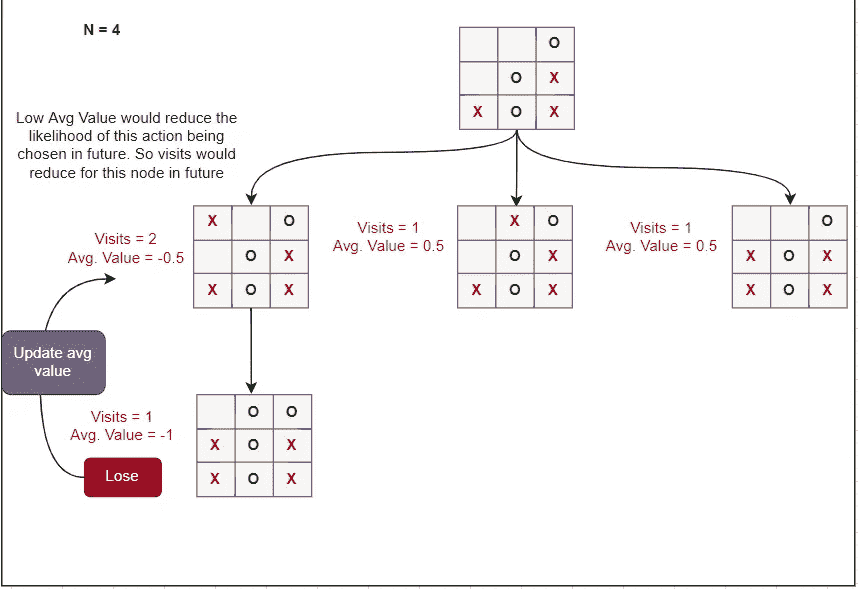 N = 4
O
O X
X O X
Low Avg Value would reduce the
likelihood of this action being
chosen in future. So visits would
reduce for this node in future
Visits = 2
Avg. Value = -0.5
X O
O X
X O X
Visits = 1
Avg. Value = 0.5
X O
O X
X O X
Visits = 1
Avg. Value = 0.5
O
X O X
X O X
Update avg
value
Visits = 1
Avg. Value = -1
Lose
O O
X O X
X O X